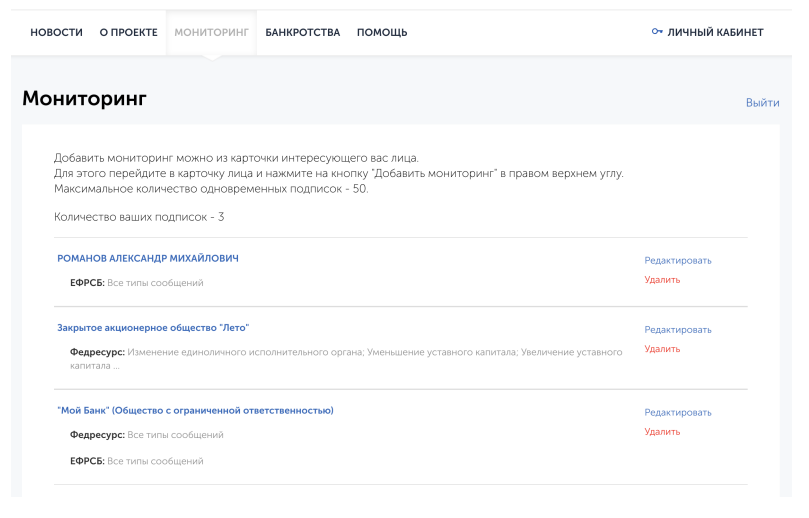 НОВОСТИ О ПРОЕКТЕ МОНИТОРИНГ БАНКРОТСТВА ПОМОЩЬ ЛИЧНЫЙ КАБИНЕТ
Мониторинг
Выйти
Добавить мониторинг можно из карточки интересующего вас лица.
Для этого перейдите в карточку лица и нажмите на кнопку "Добавить мониторинг" в правом верхнем углу.
Максимальное количество одновременных подписок - 50.
Количество ваших подписок - 3
РОМАНОВ АЛЕКСАНДР МИХАЙЛОВИЧ
Редактировать
ЕФРСБ: Все типы сообщений
Удалить
Закрытое акционерное общество "Лето"
Редактировать
Федресурс: Изменение единоличного исполнительного органа; Уменьшение уставного капитала; Увеличение уставного
капитала ...
Удалить
"Мой Банк" (Общество с ограниченной ответственностью)
Редактировать
Федресурс: Все типы сообщений
Удалить
ЕФРСБ: Все типы сообщений